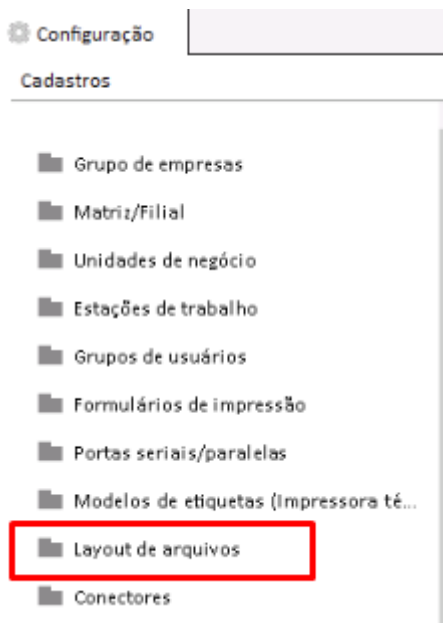 Configuração
Cadastros
Grupo de empresas
Matriz/Filial
Unidades de negócio
Estações de trabalho
Grupos de usuários
Formulários de impressão
Portas seriais/paralelas
Modelos de etiquetas (Impressora té...
Layout de arquivos
Conectores